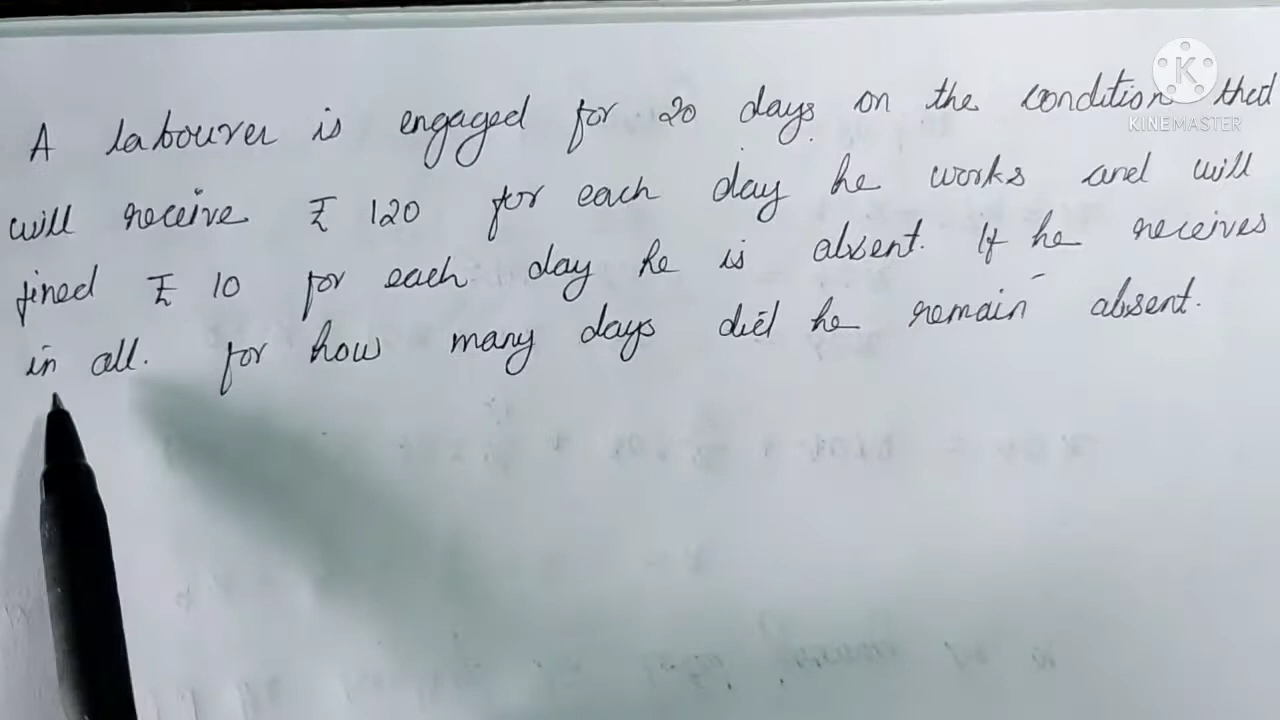 A labourer is engaged for 20 days on the condition that
will receive ₹ 120 for each day he works and will
fined ₹ 10 for each day he is absent. If he receives
in all. for how many days did he remain absent.
K
KINEMASTER